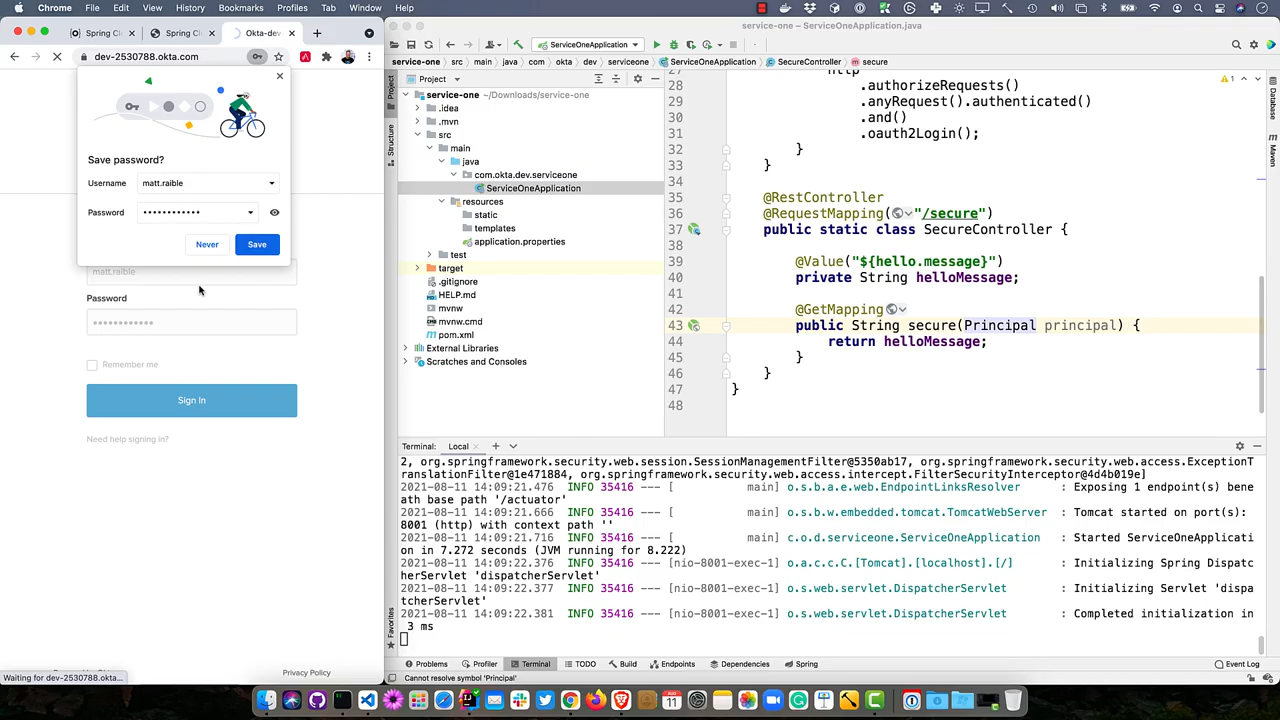 Chrome File Edit View History Bookmarks Profiles Tab Window Help
Spring Cl
Spring Cl
Okta-dev
dev-2530788.okta.com
Save password?
Username matt.raible
Password ••••••••••••
Never Save
matt.raible
Password
••••••••••••
Remember me
Sign In
Need help signing in?
Privacy Policy
Waiting for dev-2530788.okta...
service-one – ServiceOneApplication.java
ServiceOneApplication
service-one src main java com okta dev serviceone ServiceOneApplication SecureController secure
Project
Project
Structure
Favorites
Database
Maven
service-one ~/Downloads/service-one
.idea
.mvn
src
main
java
com.okta.dev.serviceone
ServiceOneApplication
resources
static
templates
application.properties
test
target
.gitignore
HELP.md
mvnw
mvnw.cmd
pom.xml
External Libraries
Scratches and Consoles
1
27 http
28 .authorizeRequests()
29 .anyRequest().authenticated()
30 .and()
31 .oauth2Login();
32 }
33 }
34
35 @RestController
36 @RequestMapping("/secure")
37 public static class SecureController {
38
39 @Value("${hello.message}")
40 private String helloMessage;
41
42 @GetMapping
43 public String secure(Principal principal) {
44 return helloMessage;
45 }
46 }
47 }
48
Terminal: Local
2, org.springframework.security.web.session.SessionManagementFilter@5350ab17, org.springframework.security.web.access.ExceptionT
ranslationFilter@1e471884, org.springframework.security.web.access.intercept.FilterSecurityInterceptor@4d4b019e]
2021-08-11 14:09:21.476 INFO 35416 --- [ main] o.s.b.a.e.web.EndpointLinksResolver : Exposing 1 endpoint(s) bene
ath base path '/actuator'
2021-08-11 14:09:21.666 INFO 35416 --- [ main] o.s.b.w.embedded.tomcat.TomcatWebServer : Tomcat started on port(s):
8001 (http) with context path ''
2021-08-11 14:09:21.716 INFO 35416 --- [ main] c.o.d.serviceone.ServiceOneApplication : Started ServiceOneApplicati
on in 7.272 seconds (JVM running for 8.222)
2021-08-11 14:09:22.376 INFO 35416 --- [nio-8001-exec-1] o.a.c.c.C.[Tomcat].[localhost].[/] : Initializing Spring Dispatc
herServlet 'dispatcherServlet'
2021-08-11 14:09:22.377 INFO 35416 --- [nio-8001-exec-1] o.s.web.servlet.DispatcherServlet : Initializing Servlet 'dispa
tcherServlet'
2021-08-11 14:09:22.381 INFO 35416 --- [nio-8001-exec-1] o.s.web.servlet.DispatcherServlet : Completed initialization in
3 ms
Problems Profiler Terminal TODO Build Endpoints Dependencies Spring Event Log
Cannot resolve symbol 'Principal'